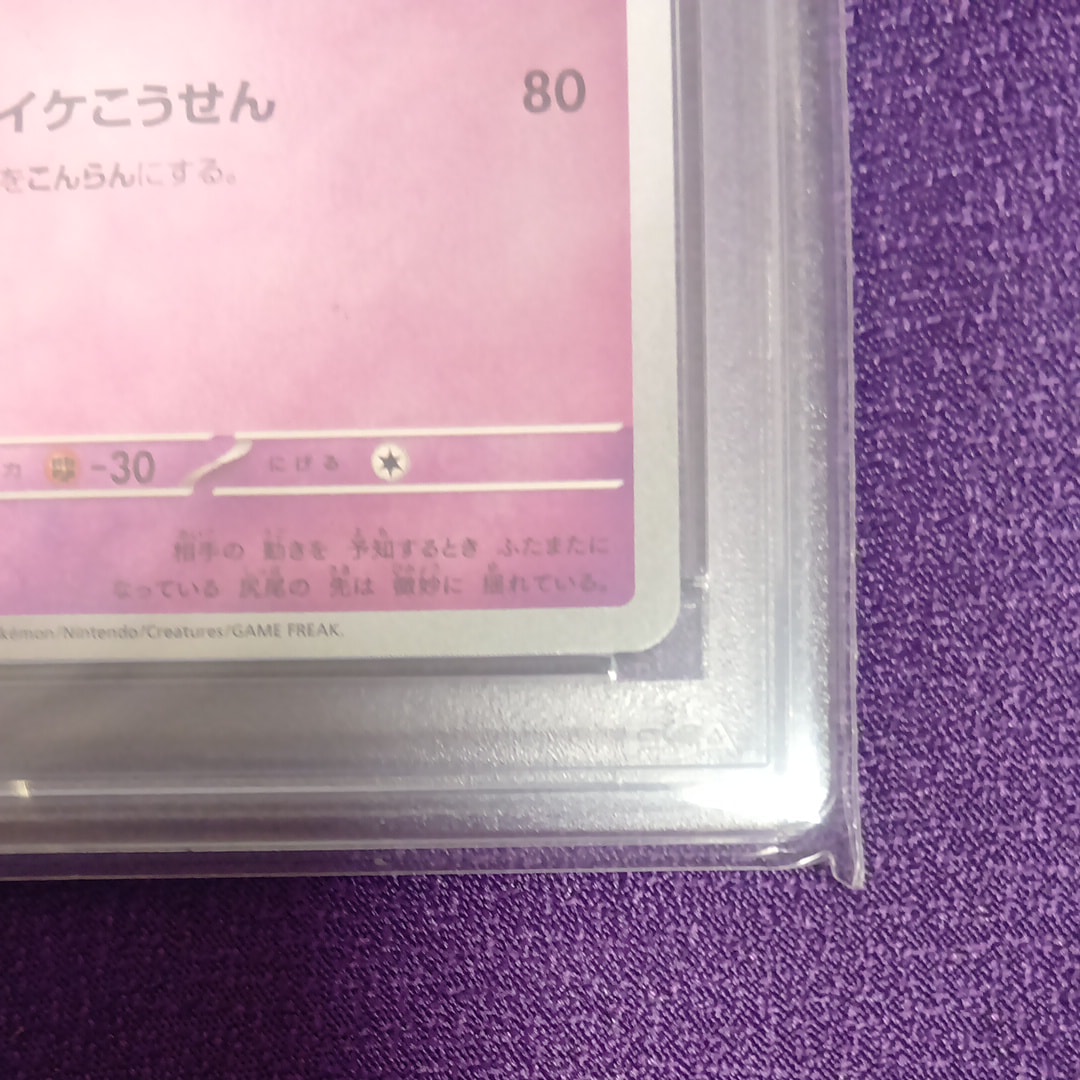 イケこうせん 80
をこんらんにする。
力 -30 にげる
相手の 動きを 予知するとき ふたまたに
なっている 尻尾の 先は 微妙に 揺れている。
kémon/Nintendo/Creatures/GAME FREAK.